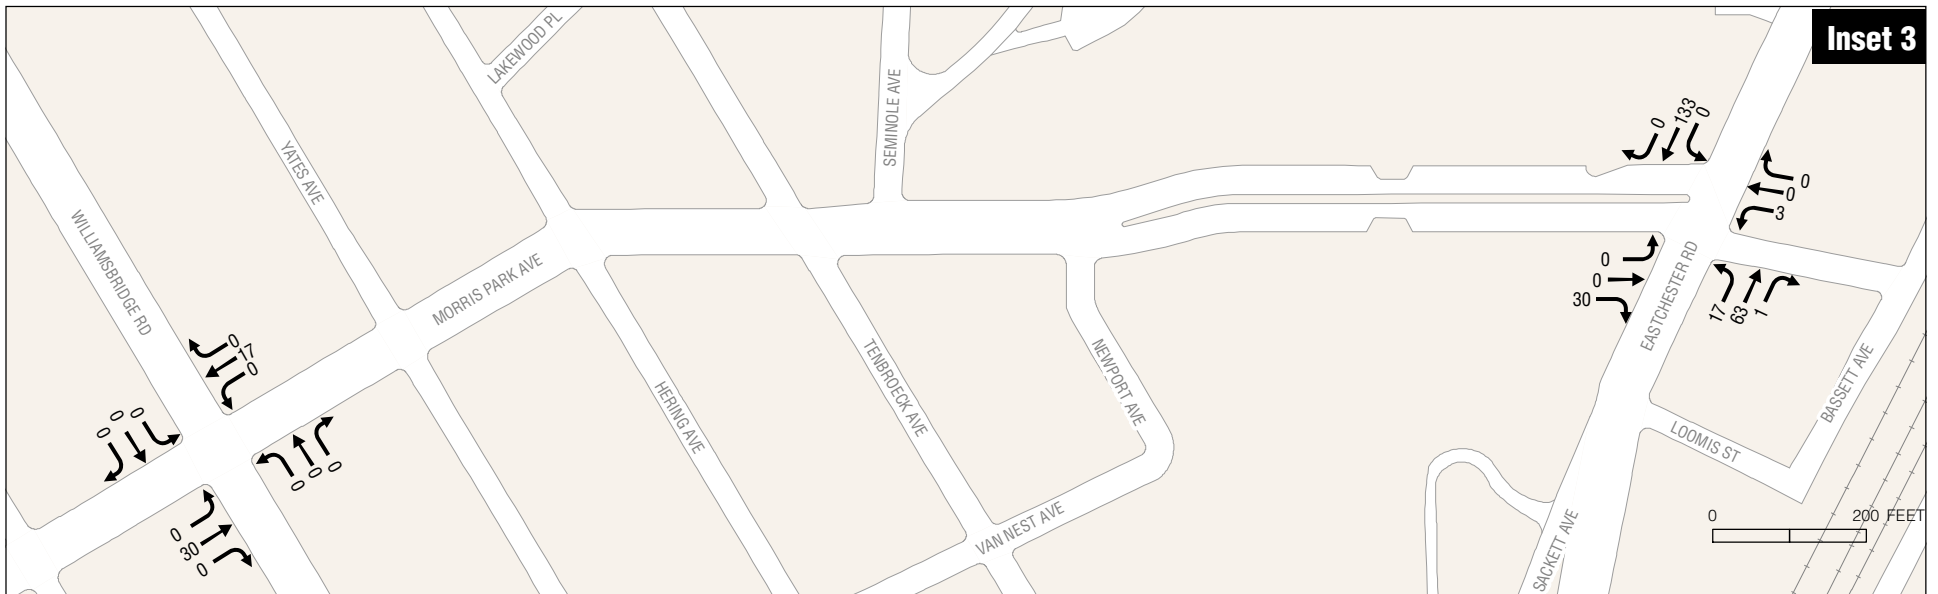 Inset 3
LAKEWOOD PL
SEMINOLE AVE
YATES AVE
WILLIAMSBRIDGE RD
MORRIS PARK AVE
HERING AVE
TENBROECK AVE
NEWPORT AVE
VAN NEST AVE
EASTCHESTER RD
BASSETT AVE
LOOMIS ST
SACKETT AVE
0
133
0
0
0
3
0
0
30
17
63
1
0
17
0
0
0
0
0
0
0
0
30
0
0 200 FEET